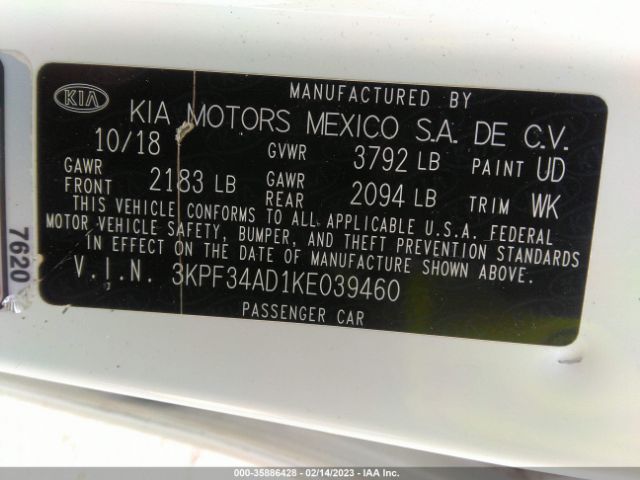 MANUFACTURED BY
KIA
KIA MOTORS MEXICO S.A. DE C.V.
10/18 GVWR 3792 LB PAINT UD
GAWR FRONT 2183 LB GAWR REAR 2094 LB TRIM WK
THIS VEHICLE CONFORMS TO ALL APPLICABLE U.S.A. FEDERAL
MOTOR VEHICLE SAFETY, BUMPER, AND THEFT PREVENTION STANDARDS
IN EFFECT ON THE DATE OF MANUFACTURE SHOWN ABOVE.
V.I.N. 3KPF34AD1KE039460
PASSENGER CAR
7620
000-35886428 - 02/14/2023 - IAA Inc.